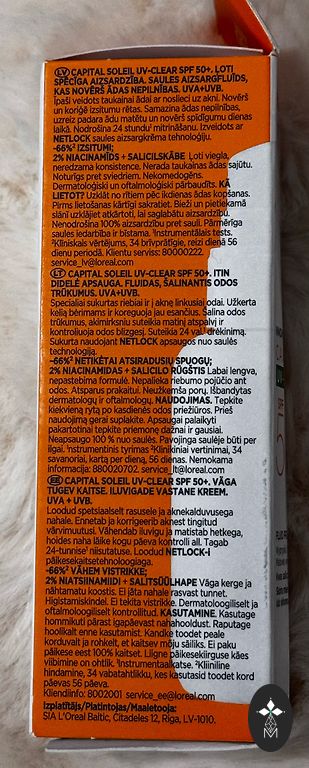 LV CAPITAL SOLEIL UV-CLEAR SPF 50+. ĻOTI
SPĒCĪGA AIZSARDZĪBA. SAULES AIZSARGFLUĪDS,
KAS NOVĒRŠ ĀDAS NEPILNĪBAS. UVA+UVB.
Īpaši veidots taukainai ādai ar noslieci uz akni. Novērš
un koriģē izsitumu rētas. Samazina ādas nepilnības,
uzreiz padara ādu matētu un novērš spīdīgumu dienas
laikā. Nodrošina 24 stundu¹ mitrināšanu. Izveidots ar
NETLOCK saules aizsargkrēma tehnoloģiju.
-66%² IZSITUMI;
2% NIACINAMĪDS + SALICILSKĀBE Ļoti viegla,
neredzama konsistence. Nerada taukainas ādas sajūtu.
Noturīgs pret sviedriem. Nekomedogēns.
Dermatoloģiski un oftalmoloģiski pārbaudīts. KĀ
LIETOT? Uzklāt no rītiem pēc ikdienas ādas kopšanas.
Pirms lietošanas kārtīgi sakratiet. Bieži un pietiekamā
slānī uzklājiet atkārtoti, lai saglabātu aizsardzību.
Nenodrošina 100% aizsardzību pret sauli. Pārmērīga
saules iedarbība ir bīstama. ¹Instrumentālais tests.
²Klīniskais vērtējums, 34 brīvprātīgie, reizi dienā 56
dienu periodā. Klientu serviss: 80000222.
service_lv@loreal.com
LT CAPITAL SOLEIL UV-CLEAR SPF 50+. ITIN
DIDELĖ APSAUGA. FLUIDAS, ŠALINANTIS ODOS
TRŪKUMUS. UVA+UVB.
Specialiai sukurtas riebiai ir į aknę linkusiai odai. Užkerta
kelią bėrimams ir koreguoja jau esančius. Šalina odos
trūkumus, akimirksniu suteikia matinį atspalvį ir
kontroliuoja odos blizgesį. Suteikia 24 val.¹ drėkinimą.
Sukurta naudojant NETLOCK apsaugos nuo saulės
technologiją.
-66%² NETIKĖTAI ATSIRADUSIŲ SPUOGŲ;
2% NIACINAMIDAS + SALICILO RŪGŠTIS Labai lengva,
nepastebima formulė. Nepalieka riebumo pojūčio ant
odos. Atsparus prakaitui. Neužkemša porų. Išbandytas
dermatologų ir oftalmologų. NAUDOJIMAS. Tepkite
kiekvieną rytą po kasdienės odos priežiūros. Prieš
naudojimą gerai suplakite. Apsaugai palaikyti
pakartotinai tepkite priemonę dažnai ir gausiai.
Neapsaugo 100 % nuo saulės. Pavojinga saulėje būti per
ilgai. ¹Instrumentinis tyrimas ²Klinikiniai vertinimai, 34
savanoriai, kartą per dieną, 56 dienas. Nemokama
informacija: 880020702. service_lt@loreal.com
EE CAPITAL SOLEIL UV-CLEAR SPF 50+. VÄGA
TUGEV KAITSE. ILUVIGADE VASTANE KREEM.
UVA + UVB.
Loodud spetsiaalselt rasusele ja aknekalduvusega
nahale. Ennetab ja korrigeerib aknest tingitud
värvimuutusi. Vähendab iluvigu ja matistab hetkega,
hoides naha läike kogu päeva kontrolli all. Tagab
24-tunnise¹ niisutatuse. Loodud NETLOCK-i
päikesekaitsetehnoloogiaga.
-66%² VÄHEM VISTRIKKE;
2% NIATSIINAMIIDI + SALITSÜÜLHAPE Väga kerge ja
nähtamatu koostis. Ei jäta nahale rasvast tunnet.
Higistamiskindel. Ei tekita vistrikke. Dermatoloogiliselt ja
oftalmoloogiliselt kontrollitud. KASUTAMINE. Kasutage
hommikuti pärast igapäevast nahahooldust. Raputage
hoolikalt enne kasutamist. Kandke toodet peale
korduvalt ja rohkelt, et kaitsev mõju säiliks. Ei paku
päikese eest 100% kaitset. Liigne päikesekiirguse käes
viibimine on ohtlik. ¹Instrumentaalkatse. ²Kliiniline
hindamine, 34 vabatahtlikku, kes kasutasid toodet kord
päevas 56 päeva.
Kliendiinfo: 8002001 service_ee@loreal.com
Izplatītājs/Platintojas/Maaletooja:
SIA L'Oreal Baltic, Citadeles 12, Riga, LV-1010.